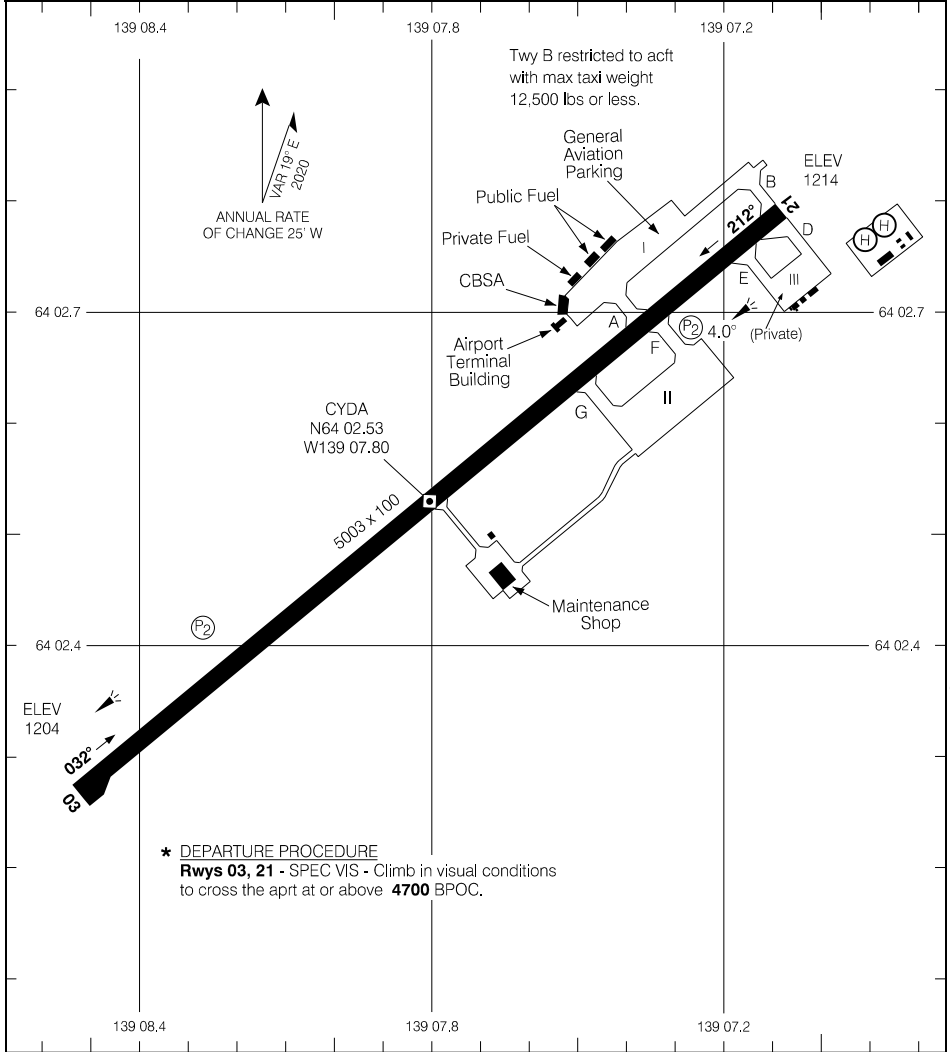 139 08.4
139 07.8
139 07.2
Twy B restricted to acft
with max taxi weight
12,500 lbs or less.
VAR 19° E
2020
ANNUAL RATE
OF CHANGE 25' W
General
Aviation
Parking
Public Fuel
Private Fuel
CBSA
Airport
Terminal
Building
ELEV
1214
B
21
212°
D
I
E
III
H
H
(Private)
64 02.7
64 02.7
A
P2
4.0°
F
II
G
CYDA
N64 02.53
W139 07.80
5003 x 100
Maintenance
Shop
P2
64 02.4
64 02.4
ELEV
1204
032°
03
* DEPARTURE PROCEDURE
Rwys 03, 21 - SPEC VIS - Climb in visual conditions
to cross the aprt at or above 4700 BPOC.
139 08.4
139 07.8
139 07.2